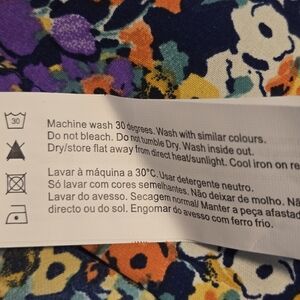 30
Machine wash 30 degrees. Wash with similar colours.
Do not bleach. Do not tumble Dry. Wash inside out.
Dry/store flat away from direct heat/sunlight. Cool iron on re
Lavar à máquina a 30°C. Usar detergente neutro.
Só lavar com cores semelhantes. Não deixar de molho. Nã
Lavar do avesso. Secagem normal/ Manter a peça afastad
directo ou do sol. Engomar do avesso com ferro frio.